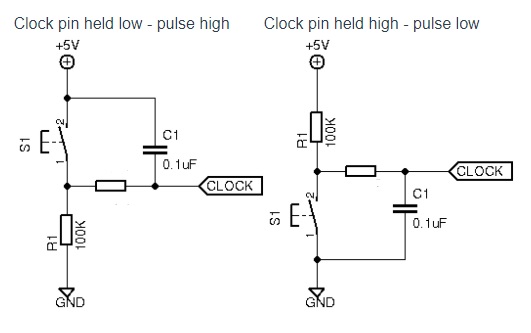 Clock pin held low - pulse high
Clock pin held high - pulse low
+5V
+5V
S1
2
1
C1
0.1uF
CLOCK
R1
100K
GND
R1
100K
CLOCK
S1
2
1
C1
0.1uF
GND